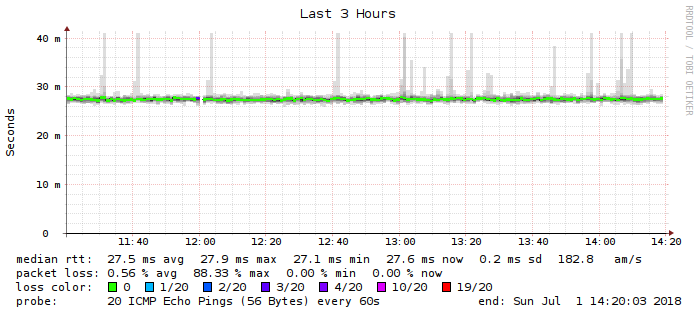 Last 3 Hours
RRDTOOL / TOBI OETIKER
Seconds
40 m
30 m
20 m
10 m
0
11:40 12:00 12:20 12:40 13:00 13:20 13:40 14:00 14:20
median rtt: 27.5 ms avg 27.9 ms max 27.1 ms min 27.6 ms now 0.2 ms sd 182.8 am/s
packet loss: 0.56 % avg 88.33 % max 0.00 % min 0.00 % now
loss color: 0 1/20 2/20 3/20 4/20 10/20 19/20
probe: 20 ICMP Echo Pings (56 Bytes) every 60s end: Sun Jul 1 14:20:03 2018